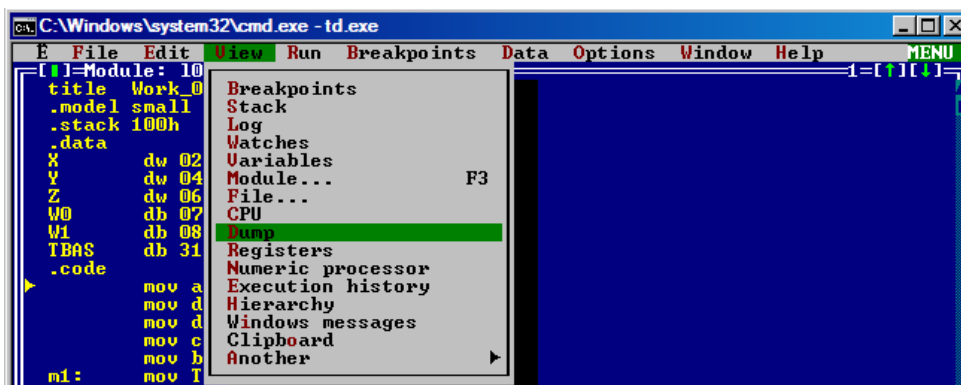 C:\Windows\system32\cmd.exe - td.exe
E File Edit View Run Breakpoints Data Options Window Help MENU
[ ]=Module: 10 1=[↑][↓]
title Work_0
.model small
.stack 100h
.data
X dw 02
Y dw 04
Z dw 06
W0 db 07
W1 db 08
TBAS db 31
.code
mov a
mov d
mov d
mov c
mov b
m1: mov T
Breakpoints
Stack
Log
Watches
Variables
Module... F3
File...
CPU
Dump
Registers
Numeric processor
Execution history
Hierarchy
Windows messages
Clipboard
Another